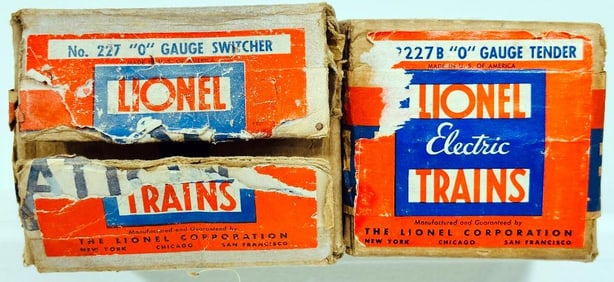 No. 227 "O" GAUGE SWITCHER
LIONEL
TRAINS
Manufactured and Guaranteed by
THE LIONEL CORPORATION
NEW YORK CHICAGO SAN FRANCISCO
2227B "O" GAUGE TENDER
MADE IN U. S. OF AMERICA
LIONEL
Electric
TRAINS
Manufactured and Guaranteed by
THE LIONEL CORPORATION
NEW YORK CHICAGO SAN FRANCISCO